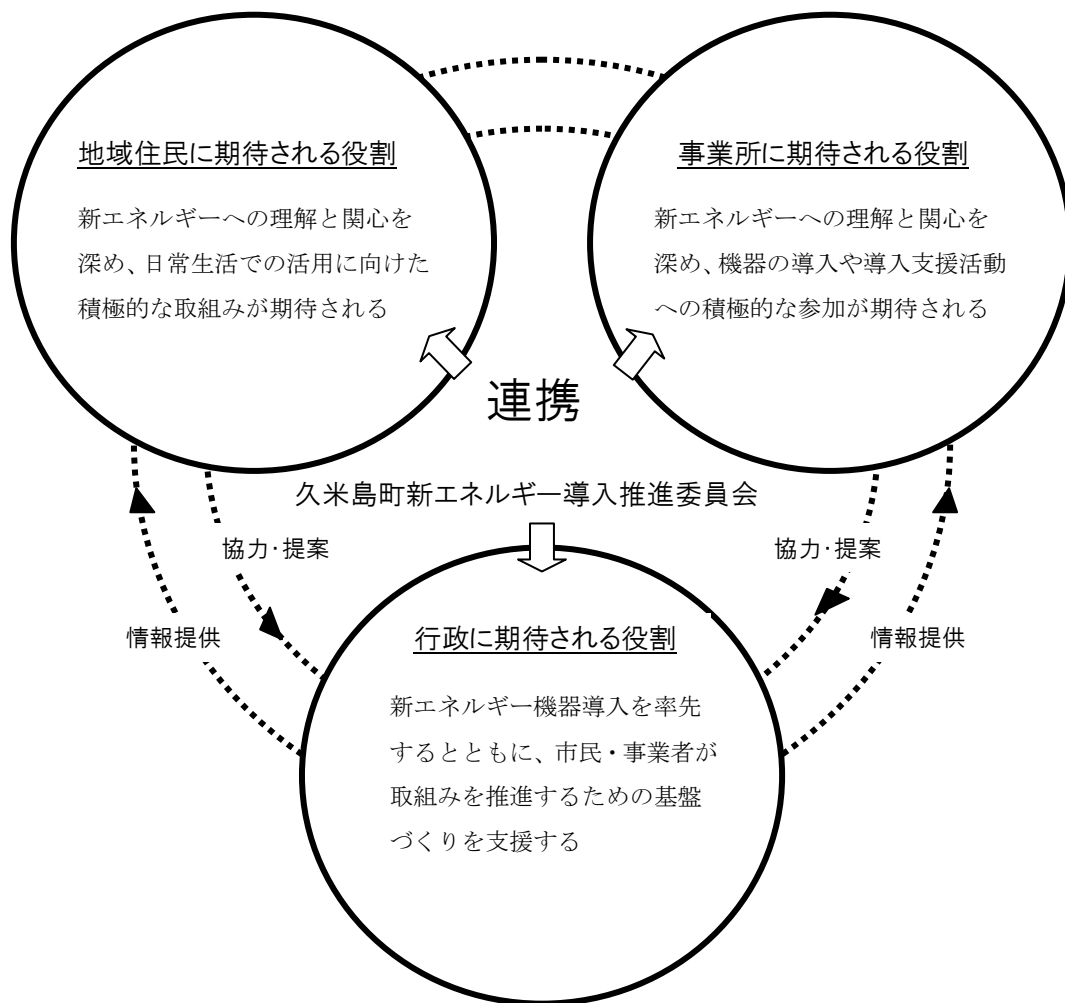 地域住民に期待される役割
新エネルギーへの理解と関心を
深め、日常生活での活用に向けた
積極的な取組みが期待される
事業所に期待される役割
新エネルギーへの理解と関心を
深め、機器の導入や導入支援活動
への積極的な参加が期待される
連携
久米島町新エネルギー導入推進委員会
協力・提案
協力・提案
情報提供
情報提供
行政に期待される役割
新エネルギー機器導入を率先
するとともに、市民・事業者が
取組みを推進するための基盤
づくりを支援する